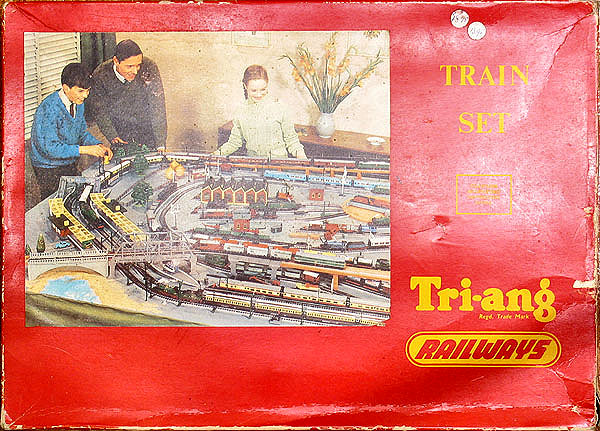 TRAIN
SET
Tri-ang
Regd. Trade Mark
RAILWAYS